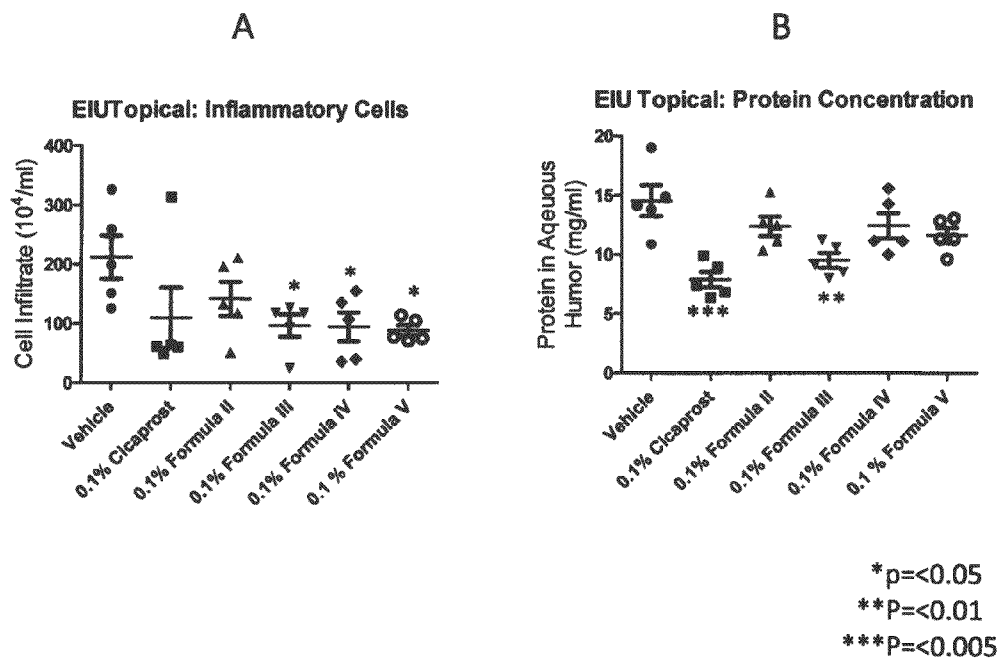 A
EIUTopical: Inflammatory Cells
Cell Infiltrate (10⁴/ml)
400
300
200
100
0
*
*
*
Vehicle
0.1% Cicaprost
0.1% Formula II
0.1% Formula III
0.1% Formula IV
0.1 % Formula V
B
EIU Topical: Protein Concentration
Protein in Aqeuous
Humor (mg/ml)
20
15
10
5
0
***
**
Vehicle
0.1% Cicaprost
0.1% Formula II
0.1% Formula III
0.1% Formula IV
0.1 % Formula V
*p=<0.05
**P=<0.01
***P=<0.005